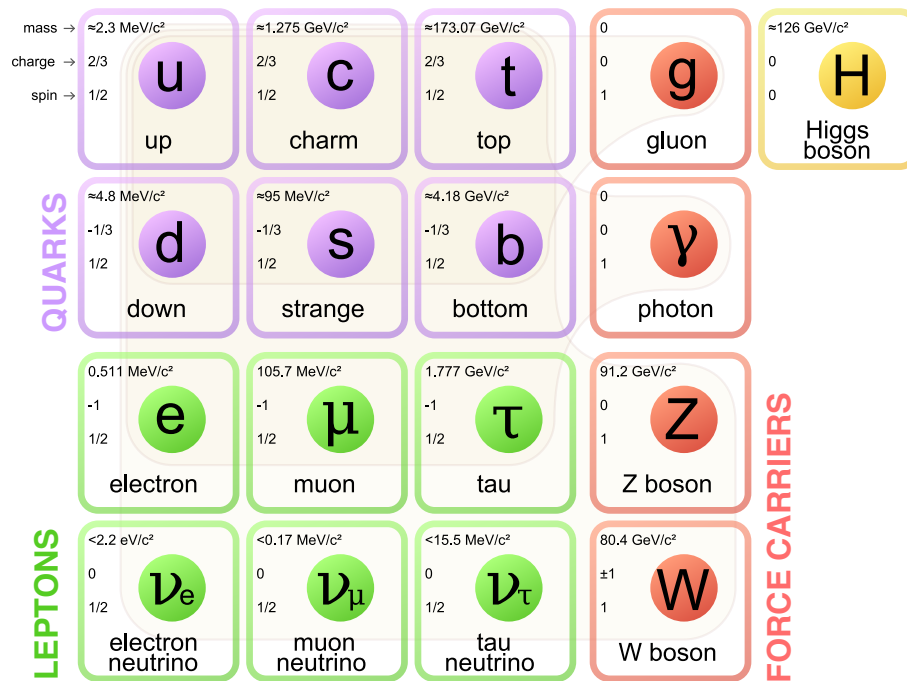 mass → ≈2.3 MeV/c²
charge → 2/3
spin → 1/2
u
up
≈1.275 GeV/c²
2/3
1/2
c
charm
≈173.07 GeV/c²
2/3
1/2
t
top
0
0
1
g
gluon
≈126 GeV/c²
0
0
H
Higgs
boson
QUARKS
≈4.8 MeV/c²
-1/3
1/2
d
down
≈95 MeV/c²
-1/3
1/2
s
strange
≈4.18 GeV/c²
-1/3
1/2
b
bottom
0
0
1
γ
photon
LEPTONS
0.511 MeV/c²
-1
1/2
e
electron
105.7 MeV/c²
-1
1/2
μ
muon
1.777 GeV/c²
-1
1/2
τ
tau
91.2 GeV/c²
0
1
Z
Z boson
FORCE CARRIERS
<2.2 eV/c²
0
1/2
νe
electron
neutrino
<0.17 MeV/c²
0
1/2
νμ
muon
neutrino
<15.5 MeV/c²
0
1/2
ντ
tau
neutrino
80.4 GeV/c²
±1
1
W
W boson